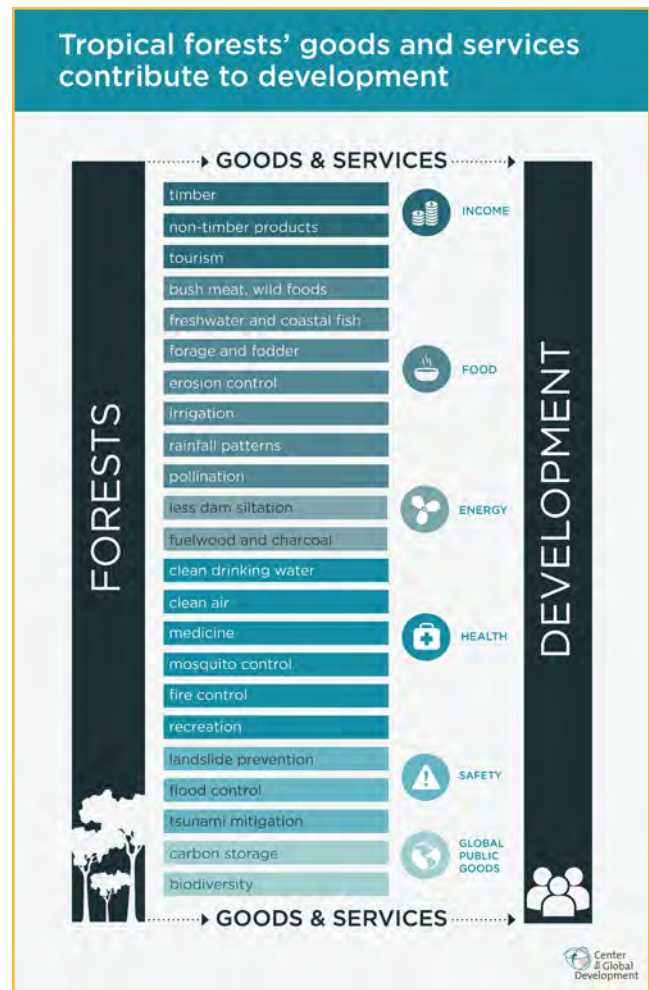 Tropical forests’ goods and services
contribute to development
GOODS & SERVICES
FORESTS
timber
non-timber products
tourism
bush meat, wild foods
freshwater and coastal fish
forage and fodder
erosion control
irrigation
rainfall patterns
pollination
less dam siltation
fuelwood and charcoal
clean drinking water
clean air
medicine
mosquito control
fire control
recreation
landslide prevention
flood control
tsunami mitigation
carbon storage
biodiversity
INCOME
FOOD
ENERGY
HEALTH
SAFETY
GLOBAL
PUBLIC
GOODS
DEVELOPMENT
GOODS & SERVICES
Center
for Global
Development